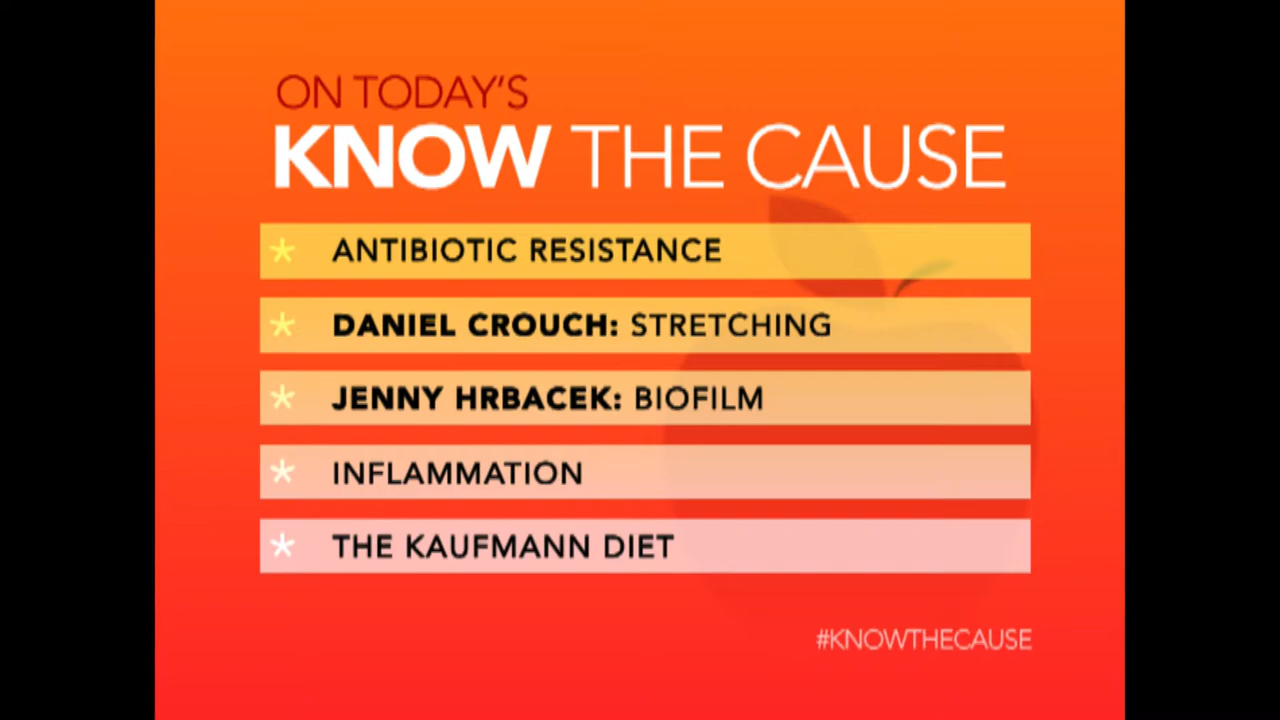 ON TODAY'S
KNOW THE CAUSE
* ANTIBIOTIC RESISTANCE
* DANIEL CROUCH: STRETCHING
* JENNY HRBACEK: BIOFILM
* INFLAMMATION
* THE KAUFMANN DIET
#KNOWTHECAUSE